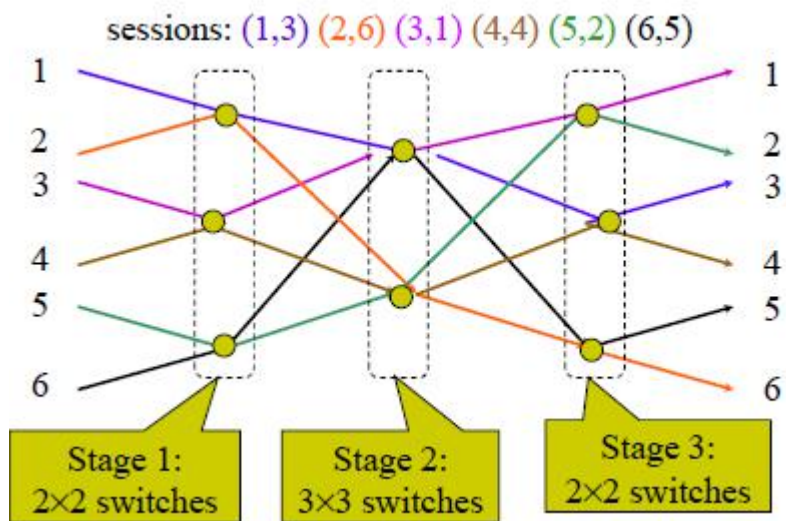 sessions: (1,3) (2,6) (3,1) (4,4) (5,2) (6,5)
1
2
3
4
5
6
1
2
3
4
5
6
Stage 1:
2×2 switches
Stage 2:
3×3 switches
Stage 3:
2×2 switches